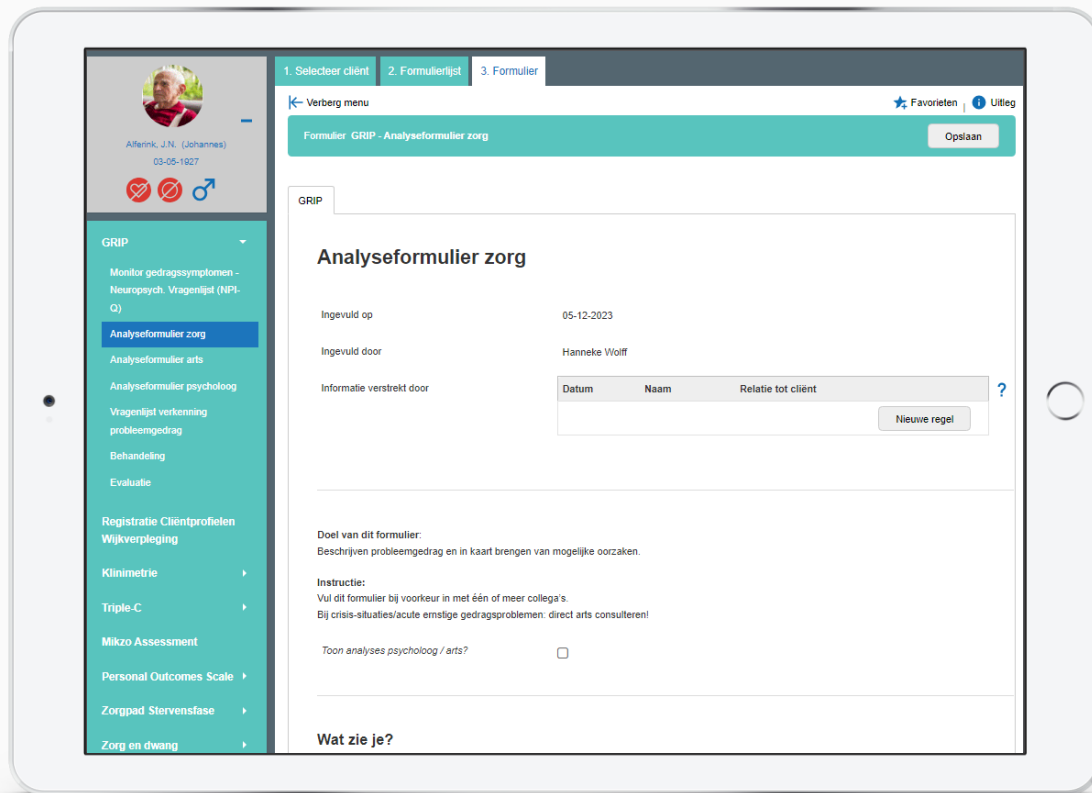 1. Selecteer cliënt
2. Formulierlijst
3. Formulier
Verberg menu
Favorieten
Uitleg
Formulier GRIP - Analyseformulier zorg
Opslaan
Alferink, J.N. (Johannes)
03-05-1927
GRIP
Monitor gedragssymptomen -
Neuropsych. Vragenlijst (NPI-
Q)
Analyseformulier zorg
Analyseformulier arts
Analyseformulier psycholoog
Vragenlijst verkenning
probleemgedrag
Behandeling
Evaluatie
Registratie Cliëntprofielen
Wijkverpleging
Klinimetrie
Triple-C
Mikzo Assessment
Personal Outcomes Scale
Zorgpad Stervensfase
Zorg en dwang
GRIP
Analyseformulier zorg
Ingevuld op 05-12-2023
Ingevuld door Hanneke Wolff
Informatie verstrekt door
Datum Naam Relatie tot cliënt
?
Nieuwe regel
Doel van dit formulier:
Beschrijven probleemgedrag en in kaart brengen van mogelijke oorzaken.
Instructie:
Vul dit formulier bij voorkeur in met één of meer collega's.
Bij crisis-situaties/acute ernstige gedragsproblemen: direct arts consulteren!
Toon analyses psycholoog / arts?
Wat zie je?